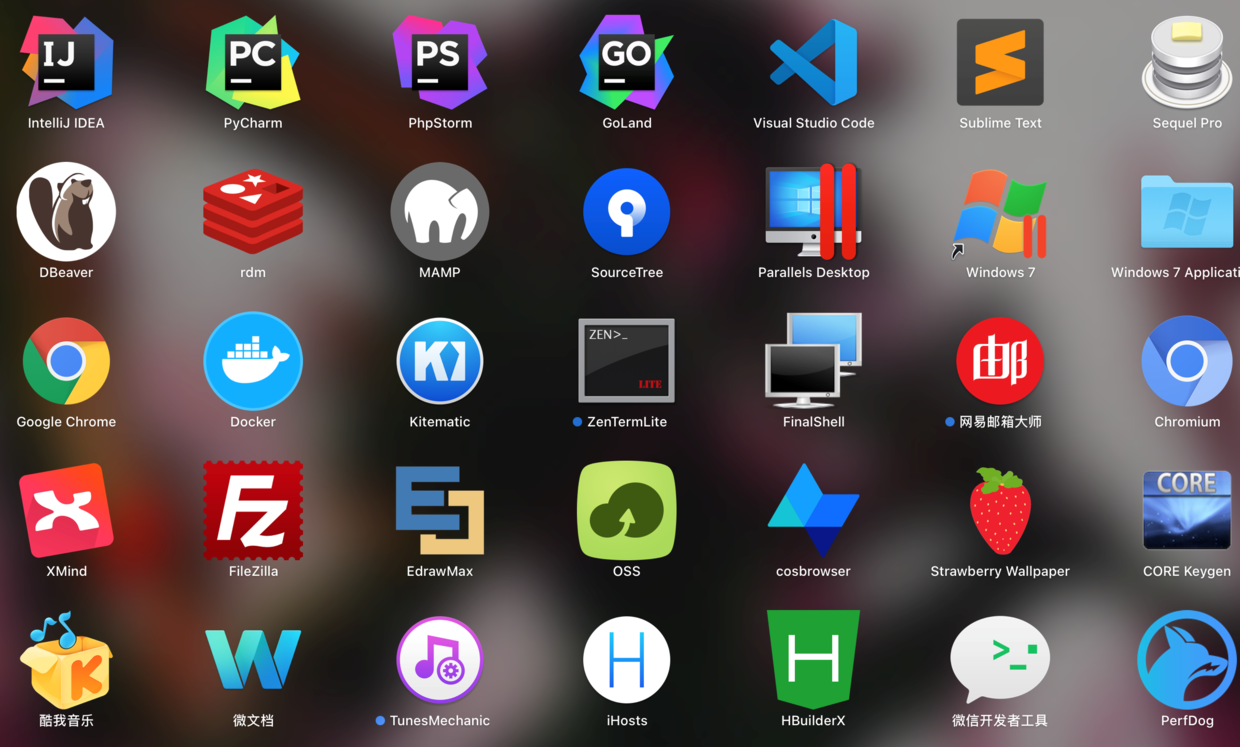 IJ
PC
PS
GO
IntelliJ IDEA
PyCharm
PhpStorm
GoLand
Visual Studio Code
Sublime Text
Sequel Pro
DBeaver
rdm
MAMP
SourceTree
Parallels Desktop
Windows 7
Windows 7 Applicati
ZEN>_
LITE
邮
Google Chrome
Docker
Kitematic
ZenTermLite
FinalShell
网易邮箱大师
Chromium
Fz
CORE
XMind
FileZilla
EdrawMax
OSS
cosbrowser
Strawberry Wallpaper
CORE Keygen
K
W
H
H
>_
酷我音乐
微文档
TunesMechanic
iHosts
HBuilderX
微信开发者工具
PerfDog